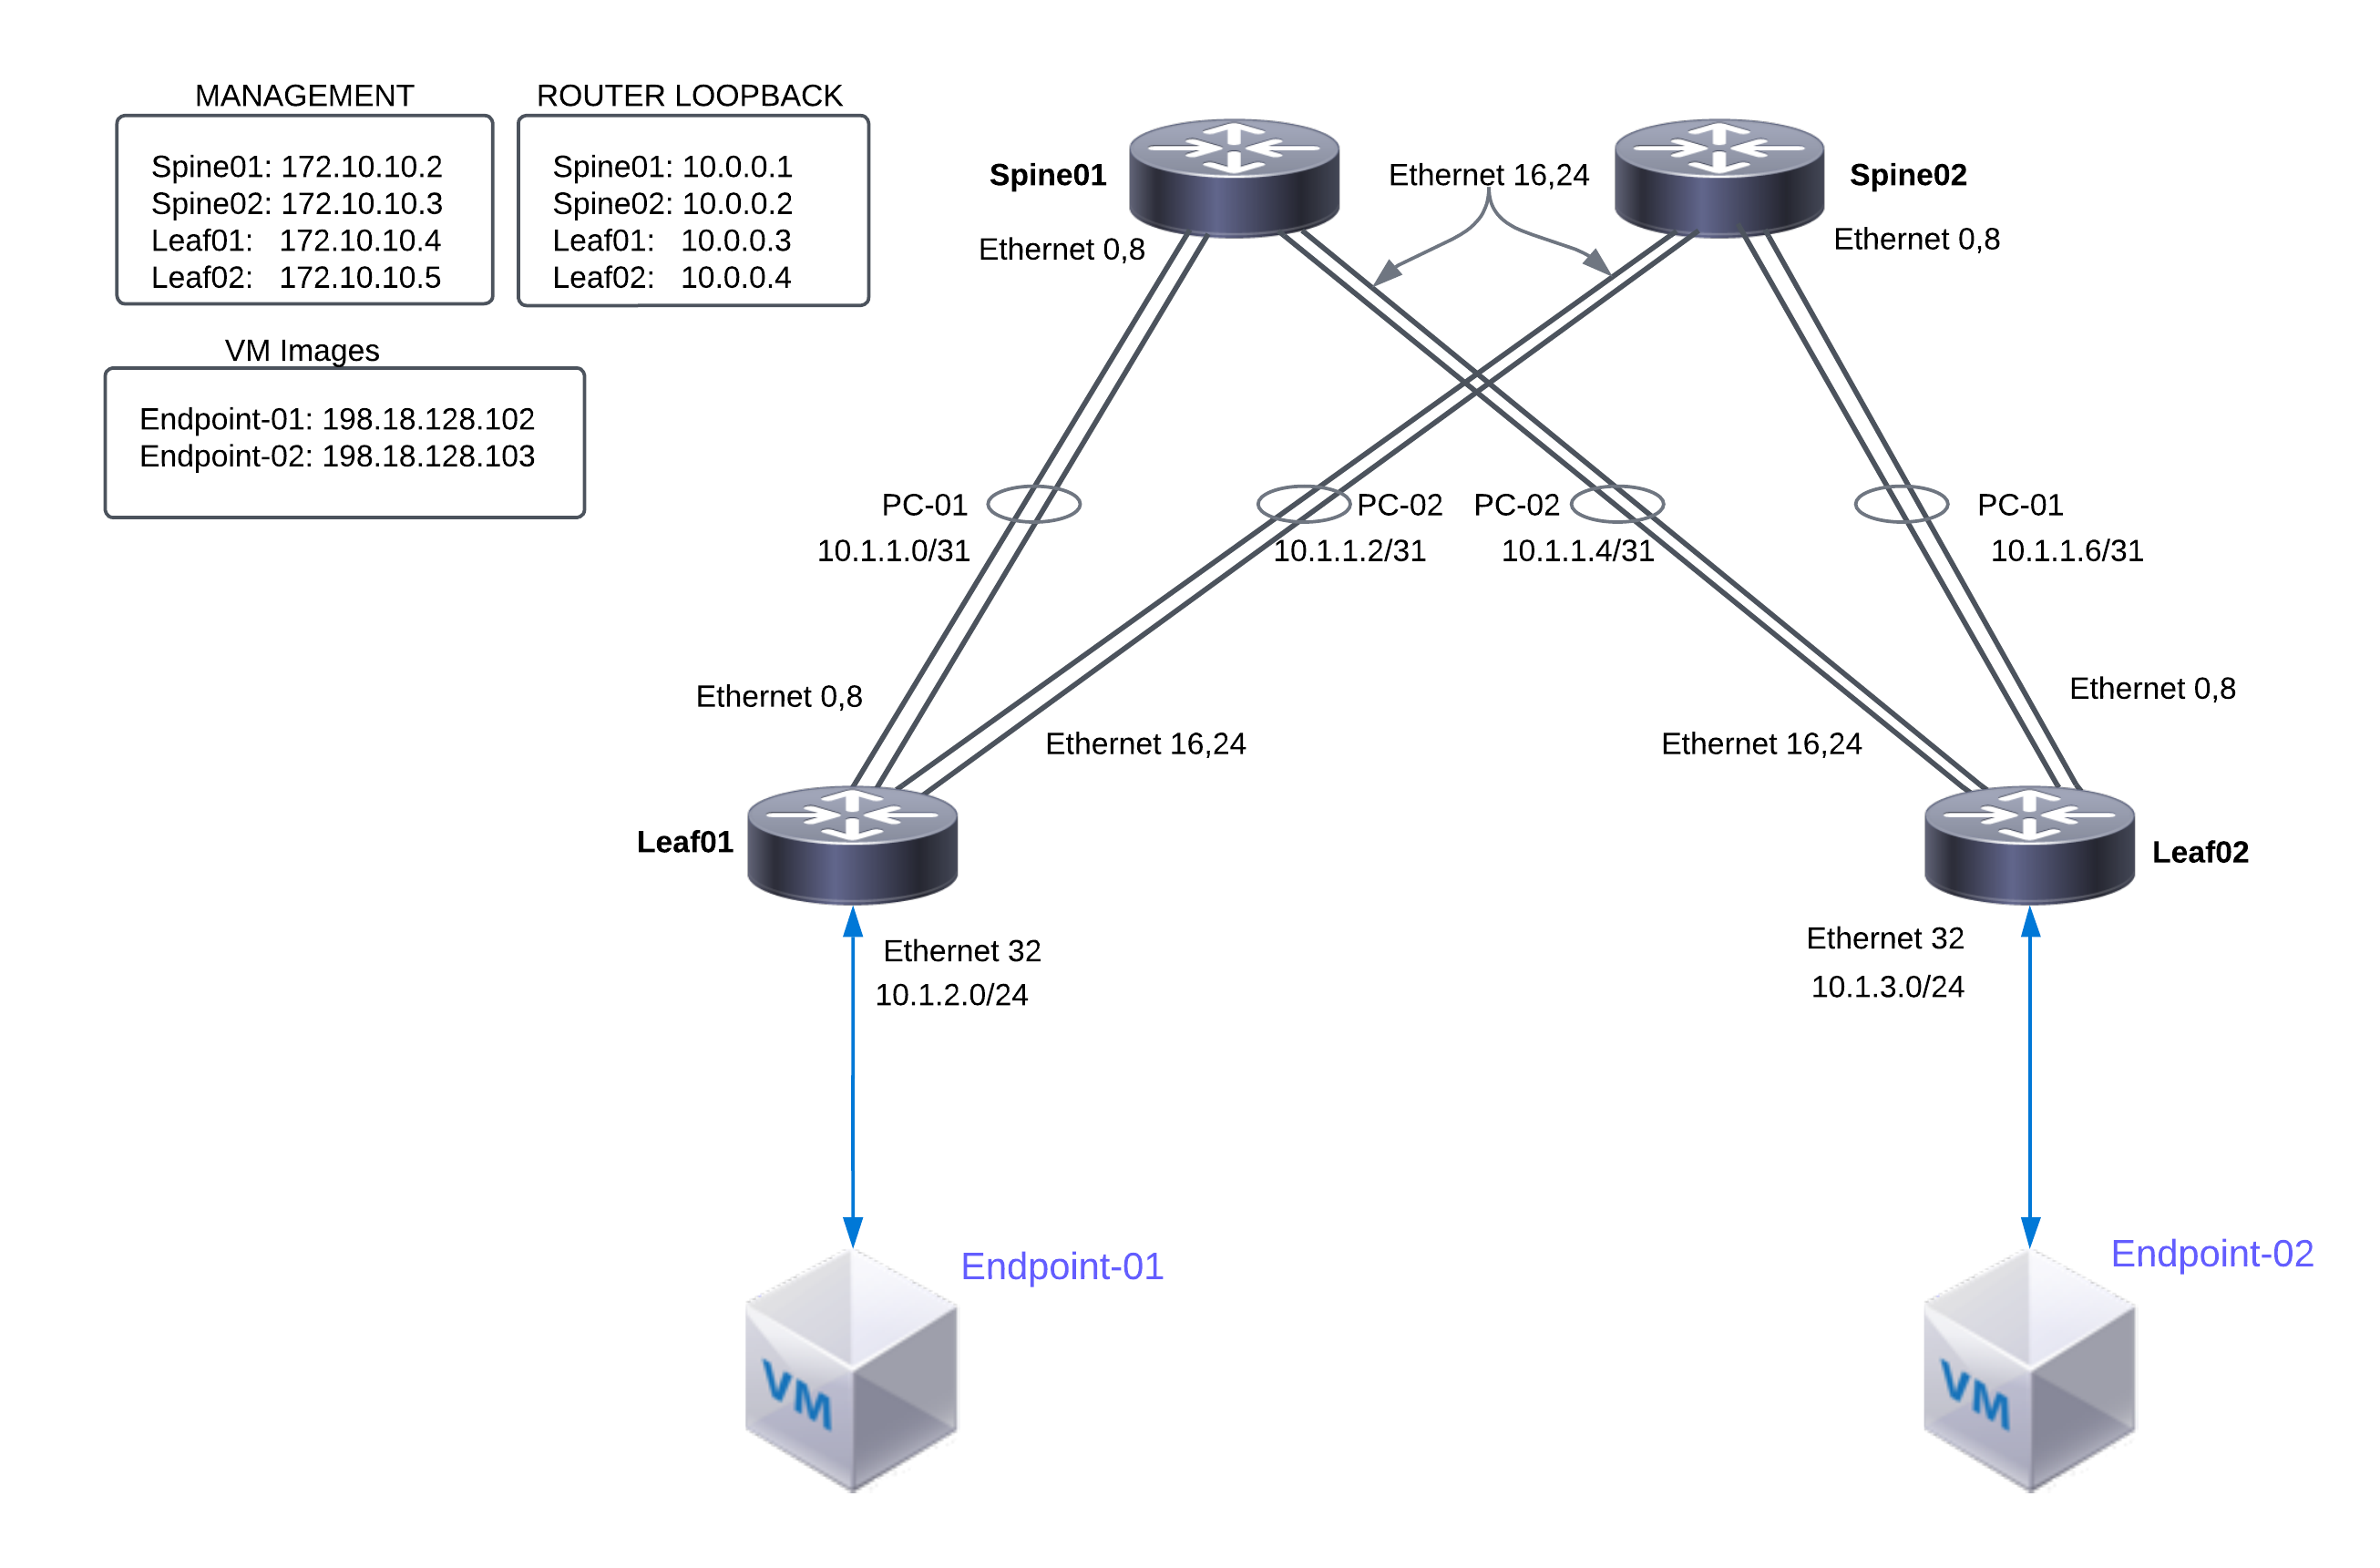 MANAGEMENT
Spine01: 172.10.10.2
Spine02: 172.10.10.3
Leaf01: 172.10.10.4
Leaf02: 172.10.10.5
ROUTER LOOPBACK
Spine01: 10.0.0.1
Spine02: 10.0.0.2
Leaf01: 10.0.0.3
Leaf02: 10.0.0.4
VM Images
Endpoint-01: 198.18.128.102
Endpoint-02: 198.18.128.103
Spine01
Ethernet 16,24
Spine02
Ethernet 0,8
Ethernet 0,8
PC-01
10.1.1.0/31
PC-02
10.1.1.2/31
PC-02
10.1.1.4/31
PC-01
10.1.1.6/31
Ethernet 0,8
Ethernet 16,24
Ethernet 16,24
Ethernet 0,8
Leaf01
Leaf02
Ethernet 32
10.1.2.0/24
Ethernet 32
10.1.3.0/24
Endpoint-01
VM
Endpoint-02
VM